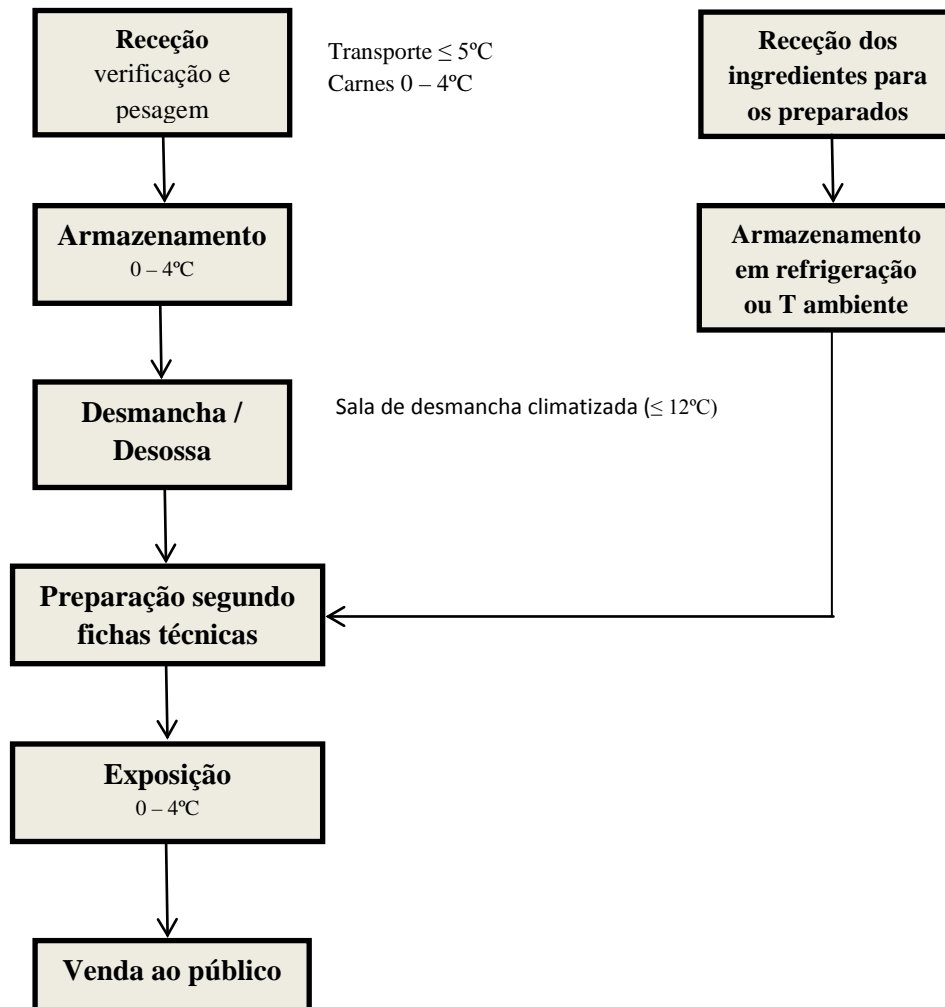 Receção
verificação e
pesagem
Transporte ≤ 5ºC
Carnes 0 – 4ºC
Receção dos
ingredientes para
os preparados
Armazenamento
0 – 4ºC
Armazenamento
em refrigeração
ou T ambiente
Desmancha /
Desossa
Sala de desmancha climatizada (≤ 12ºC)
Preparação segundo
fichas técnicas
Exposição
0 – 4ºC
Venda ao público